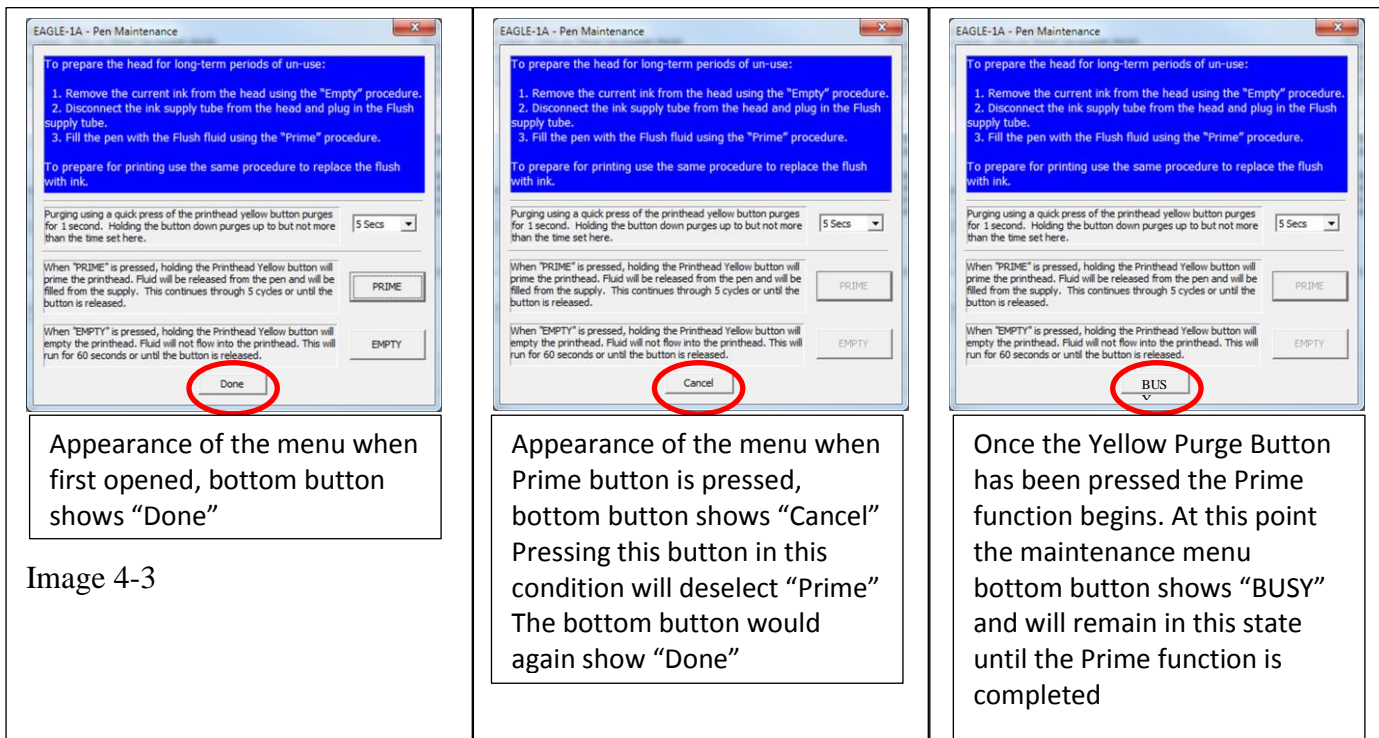 EAGLE-1A - Pen Maintenance
To prepare the head for long-term periods of un-use:
1. Remove the current ink from the head using the "Empty" procedure.
2. Disconnect the ink supply tube from the head and plug in the Flush
supply tube.
3. Fill the pen with the Flush fluid using the "Prime" procedure.
To prepare for printing use the same procedure to replace the flush
with ink.
Purging using a quick press of the printhead yellow button purges
for 1 second. Holding the button down purges up to but not more
than the time set here.
5 Secs
When "PRIME" is pressed, holding the Printhead Yellow button will
prime the printhead. Fluid will be released from the pen and will be
filled from the supply. This continues through 5 cycles or until the
button is released.
PRIME
When "EMPTY" is pressed, holding the Printhead Yellow button will
empty the printhead. Fluid will not flow into the printhead. This will
run for 60 seconds or until the button is released.
EMPTY
Done
Appearance of the menu when
first opened, bottom button
shows “Done”
Image 4-3
EAGLE-1A - Pen Maintenance
To prepare the head for long-term periods of un-use:
1. Remove the current ink from the head using the "Empty" procedure.
2. Disconnect the ink supply tube from the head and plug in the Flush
supply tube.
3. Fill the pen with the Flush fluid using the "Prime" procedure.
To prepare for printing use the same procedure to replace the flush
with ink.
Purging using a quick press of the printhead yellow button purges
for 1 second. Holding the button down purges up to but not more
than the time set here.
5 Secs
When "PRIME" is pressed, holding the Printhead Yellow button will
prime the printhead. Fluid will be released from the pen and will be
filled from the supply. This continues through 5 cycles or until the
button is released.
PRIME
When "EMPTY" is pressed, holding the Printhead Yellow button will
empty the printhead. Fluid will not flow into the printhead. This will
run for 60 seconds or until the button is released.
EMPTY
Cancel
Appearance of the menu when
Prime button is pressed,
bottom button shows “Cancel”
Pressing this button in this
condition will deselect “Prime”
The bottom button would
again show “Done”
EAGLE-1A - Pen Maintenance
To prepare the head for long-term periods of un-use:
1. Remove the current ink from the head using the "Empty" procedure.
2. Disconnect the ink supply tube from the head and plug in the Flush
supply tube.
3. Fill the pen with the Flush fluid using the "Prime" procedure.
To prepare for printing use the same procedure to replace the flush
with ink.
Purging using a quick press of the printhead yellow button purges
for 1 second. Holding the button down purges up to but not more
than the time set here.
5 Secs
When "PRIME" is pressed, holding the Printhead Yellow button will
prime the printhead. Fluid will be released from the pen and will be
filled from the supply. This continues through 5 cycles or until the
button is released.
PRIME
When "EMPTY" is pressed, holding the Printhead Yellow button will
empty the printhead. Fluid will not flow into the printhead. This will
run for 60 seconds or until the button is released.
EMPTY
BUS
Y
Once the Yellow Purge Button
has been pressed the Prime
function begins. At this point
the maintenance menu
bottom button shows “BUSY”
and will remain in this state
until the Prime function is
completed